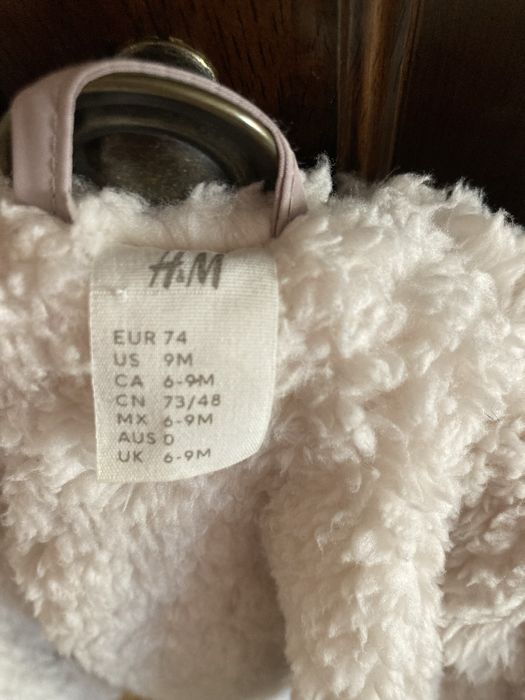 H&M
EUR 74
US 9M
CA 6-9M
CN 73/48
MX 6-9M
AUS 0
UK 6-9M